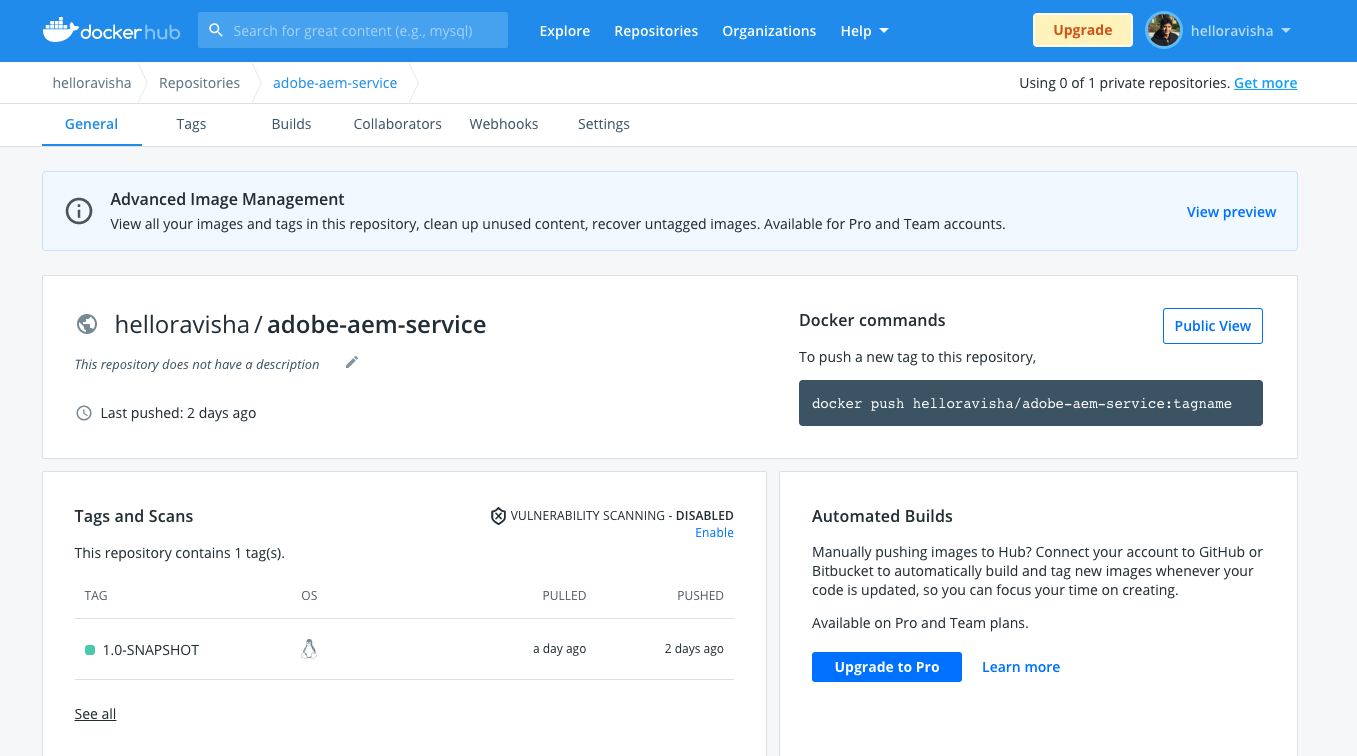 dockerhub Search for great content (e.g., mysql) Explore Repositories Organizations Help Upgrade helloravisha
helloravisha Repositories adobe-aem-service Using 0 of 1 private repositories. Get more
General Tags Builds Collaborators Webhooks Settings
Advanced Image Management
View all your images and tags in this repository, clean up unused content, recover untagged images. Available for Pro and Team accounts.
View preview
helloravisha / adobe-aem-service
This repository does not have a description
Last pushed: 2 days ago
Docker commands
Public View
To push a new tag to this repository,
docker push helloravisha/adobe-aem-service:tagname
Tags and Scans
VULNERABILITY SCANNING - DISABLED
Enable
This repository contains 1 tag(s).
TAG OS PULLED PUSHED
1.0-SNAPSHOT a day ago 2 days ago
See all
Automated Builds
Manually pushing images to Hub? Connect your account to GitHub or
Bitbucket to automatically build and tag new images whenever your
code is updated, so you can focus your time on creating.
Available on Pro and Team plans.
Upgrade to Pro Learn more